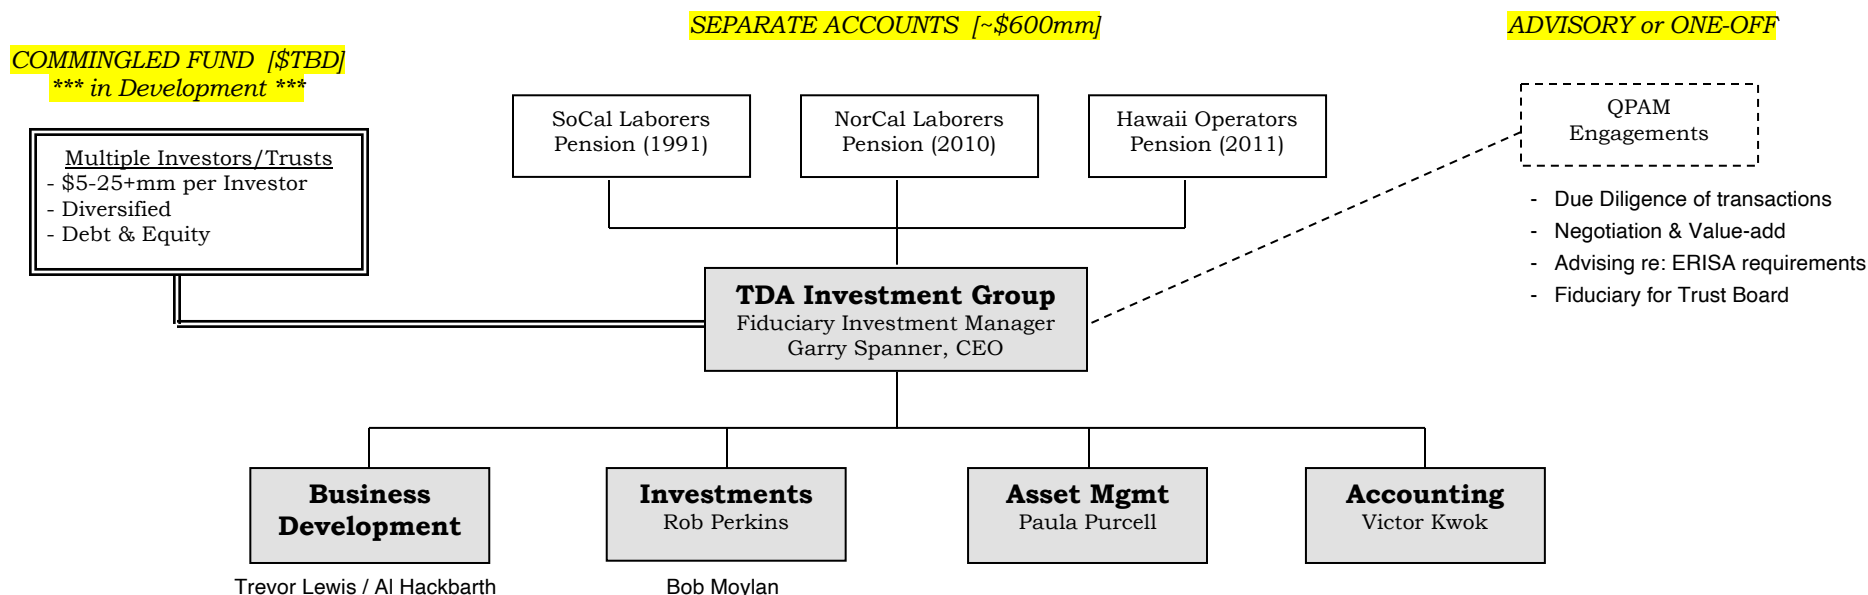 SEPARATE ACCOUNTS [~$600mm]
ADVISORY or ONE-OFF
COMMINGLED FUND [$TBD]
*** in Development ***
Multiple Investors/Trusts
- $5-25+mm per Investor
- Diversified
- Debt & Equity
SoCal Laborers
Pension (1991)
NorCal Laborers
Pension (2010)
Hawaii Operators
Pension (2011)
QPAM
Engagements
- Due Diligence of transactions
- Negotiation & Value-add
- Advising re: ERISA requirements
- Fiduciary for Trust Board
TDA Investment Group
Fiduciary Investment Manager
Garry Spanner, CEO
Business
Development
Trevor Lewis / Al Hackbarth
Investments
Rob Perkins
Bob Moylan
Asset Mgmt
Paula Purcell
Accounting
Victor Kwok